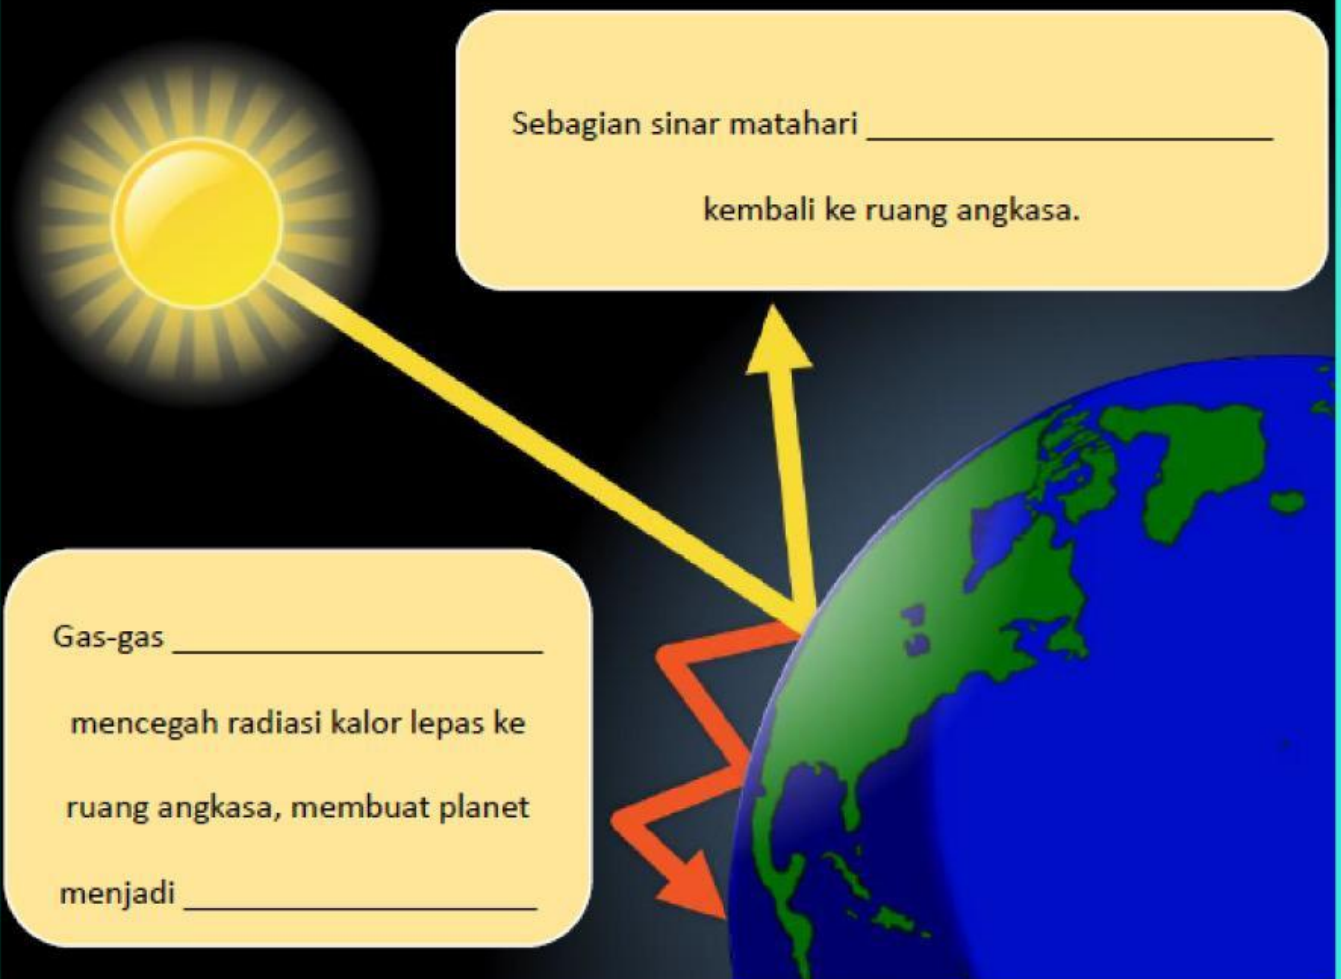 Sebagian sinar matahari ____________________
kembali ke ruang angkasa.
Gas-gas ____________________
mencegah radiasi kalor lepas ke
ruang angkasa, membuat planet
menjadi ____________________